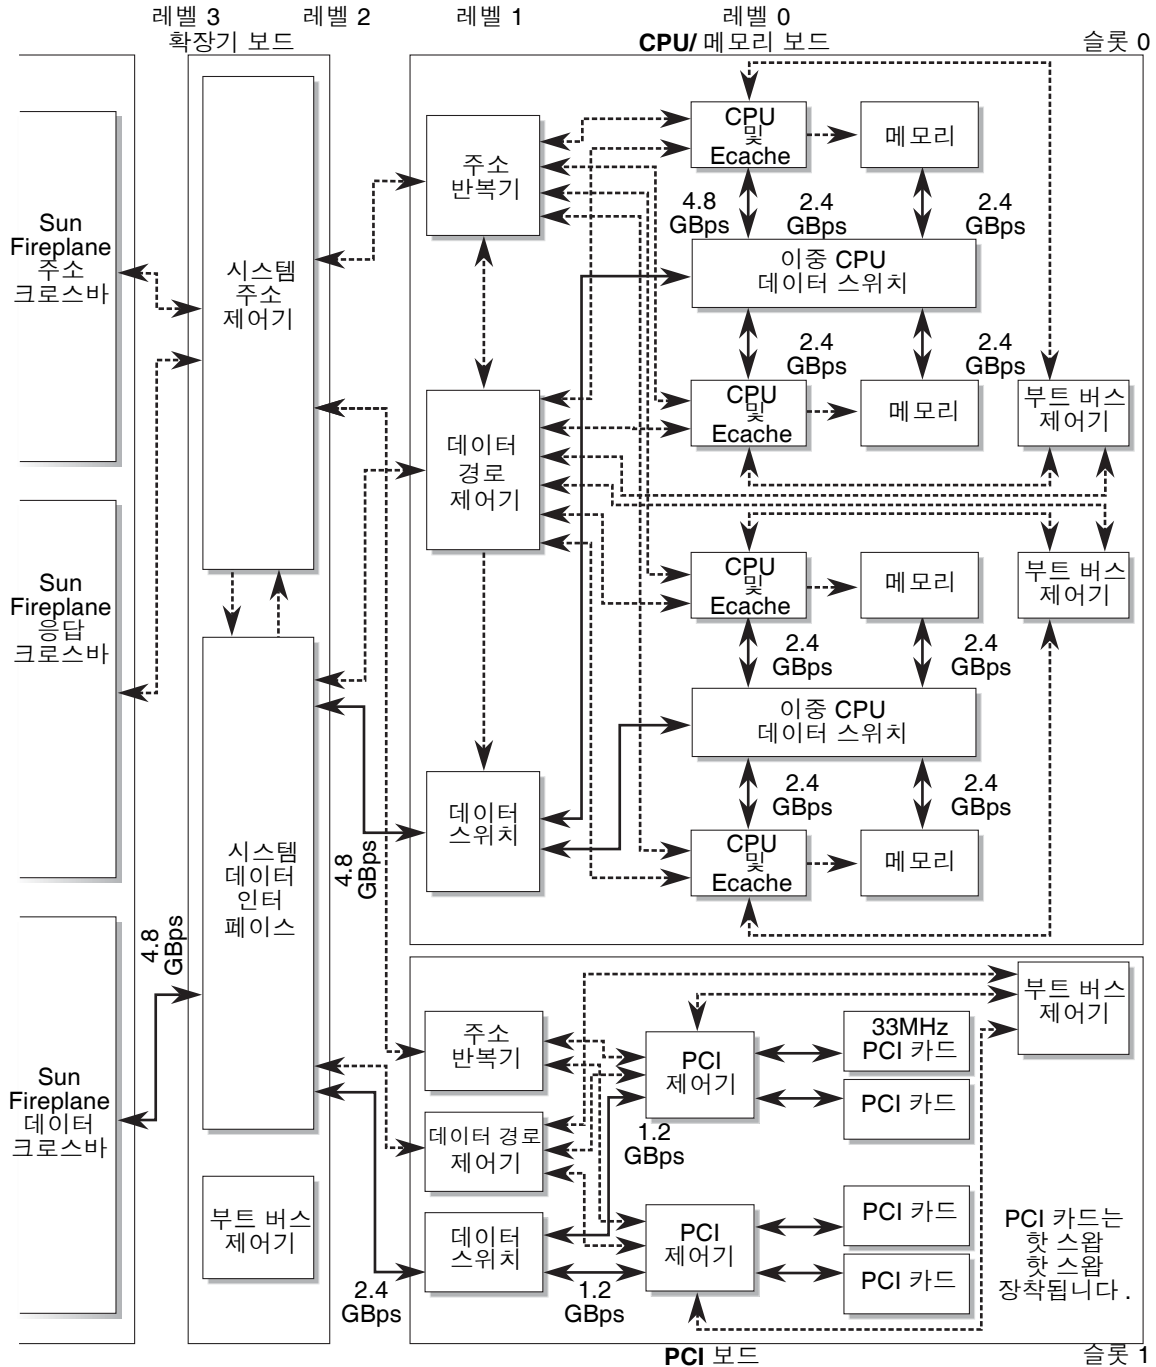 레벨 3
레벨 2
레벨 1
레벨 0
확장기 보드
CPU/ 메모리 보드
슬롯 0
Sun
Fireplane
주소
크로스바
Sun
Fireplane
응답
크로스바
Sun
Fireplane
데이터
크로스바
4.8
GBps
시스템
주소
제어기
시스템
데이터
인터
페이스
부트 버스
제어기
4.8
GBps
2.4
GBps
주소
반복기
데이터
경로
제어기
데이터
스위치
CPU
및
Ecache
메모리
4.8
GBps
2.4
GBps
2.4
GBps
이중 CPU
데이터 스위치
2.4
GBps
2.4
GBps
CPU
및
Ecache
메모리
부트 버스
제어기
CPU
및
Ecache
메모리
부트 버스
제어기
2.4
GBps
2.4
GBps
이중 CPU
데이터 스위치
2.4
GBps
2.4
GBps
CPU
및
Ecache
메모리
주소
반복기
데이터 경로
제어기
데이터
스위치
PCI
제어기
1.2
GBps
33MHz
PCI 카드
PCI 카드
부트 버스
제어기
PCI
제어기
1.2
GBps
PCI 카드
PCI 카드
PCI 카드는
핫 스왑
핫 스왑
장착됩니다 .
PCI 보드
슬롯 1